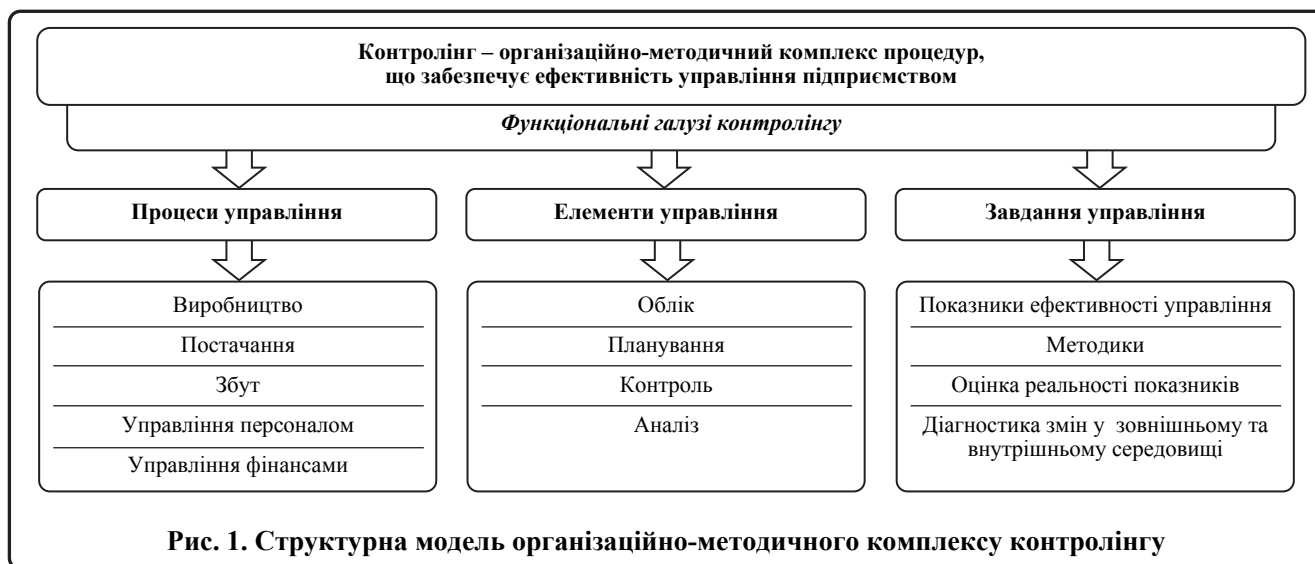 Контролінг – організаційно-методичний комплекс процедур,
що забезпечує ефективність управління підприємством
Функціональні галузі контролінгу
Процеси управління
Виробництво
Постачання
Збут
Управління персоналом
Управління фінансами
Елементи управління
Облік
Планування
Контроль
Аналіз
Завдання управління
Показники ефективності управління
Методики
Оцінка реальності показників
Діагностика змін у зовнішньому та
внутрішньому середовищі
Рис. 1. Структурна модель організаційно-методичного комплексу контролінгу